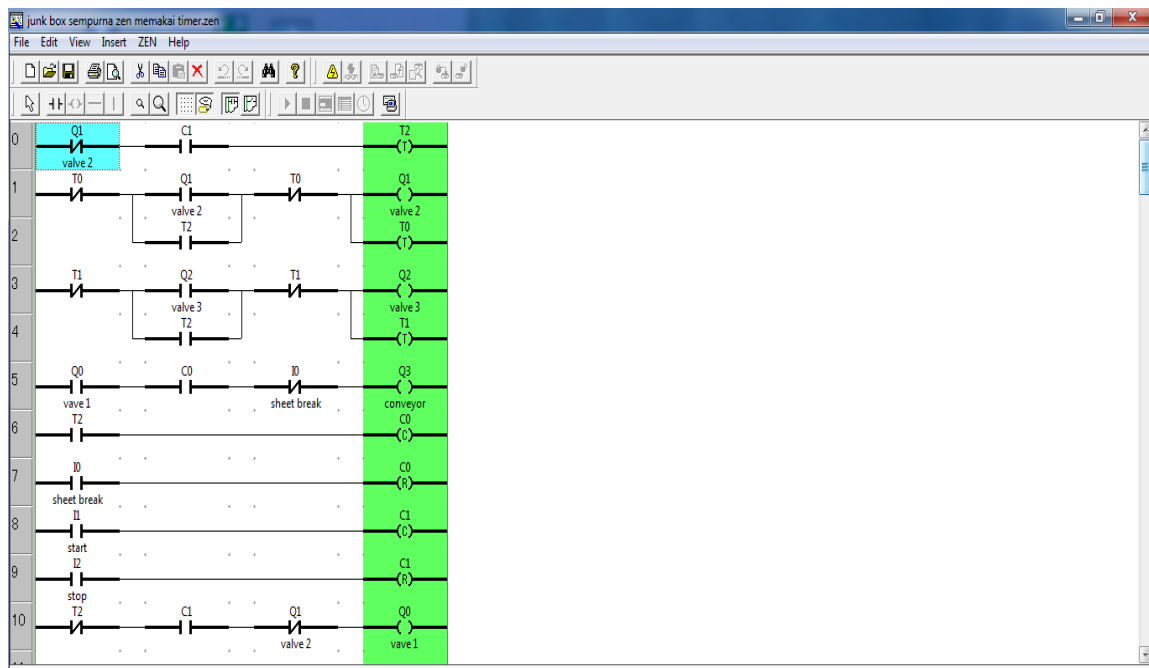 junk box sempurna zen memakai timer.zen
File Edit View Insert ZEN Help
0 Q1 C1 T2
(T)
valve 2
1 T0 Q1 T0 Q1
valve 2 valve 2
2 T2 T0
(T)
3 T1 Q2 T1 Q2
valve 3 valve 3
4 T2 T1
(T)
5 Q0 C0 I0 Q3
vave 1 sheet break conveyor
6 T2 C0
(C)
7 I0 C0
(R)
sheet break
8 I1 C1
(C)
start
9 I2 C1
(R)
stop
10 T2 C1 Q1 Q0
valve 2 vave 1